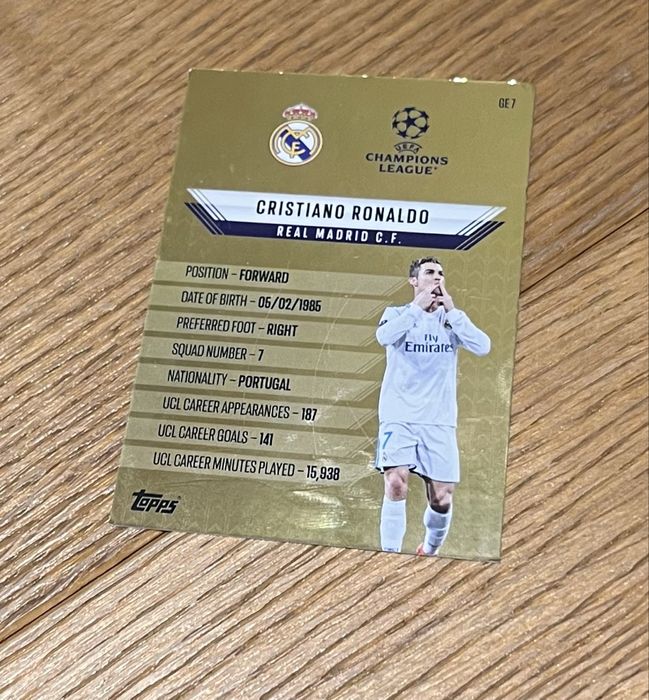 GE7
UEFA
CHAMPIONS
LEAGUE®
CRISTIANO RONALDO
REAL MADRID C.F.
POSITION – FORWARD
DATE OF BIRTH – 05/02/1985
PREFERRED FOOT – RIGHT
SQUAD NUMBER – 7
NATIONALITY – PORTUGAL
UCL CAREER APPEARANCES – 187
UCL CAREER GOALS – 141
UCL CAREER MINUTES PLAYED – 15,938
Fly
Emirates
7
Topps